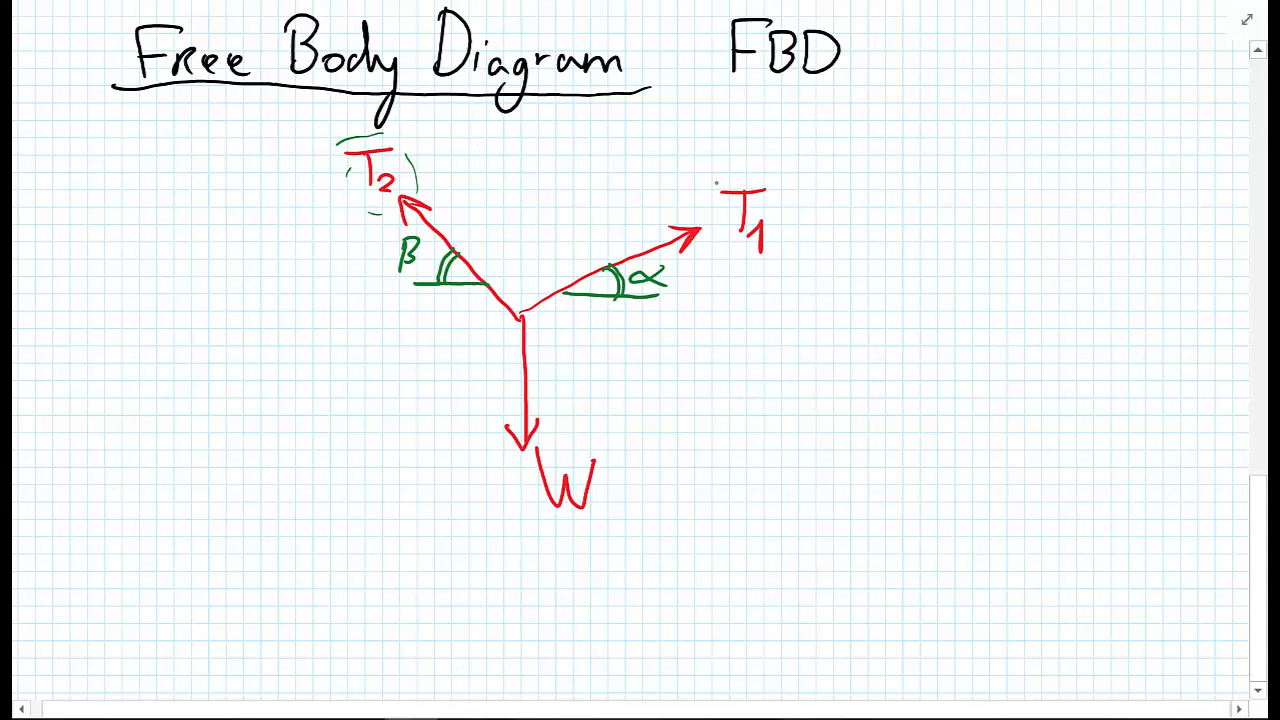 Free Body Diagram FBD
T2
T1
β
α
W